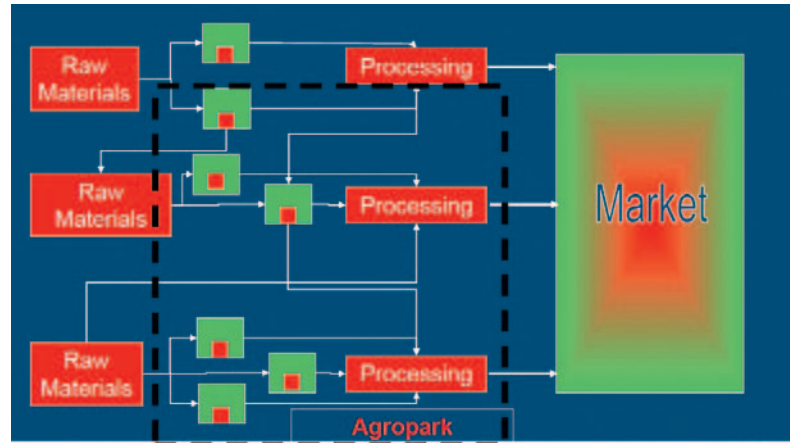 Raw
Materials
Processing
Raw
Materials
Processing
Market
Raw
Materials
Processing
Agropark